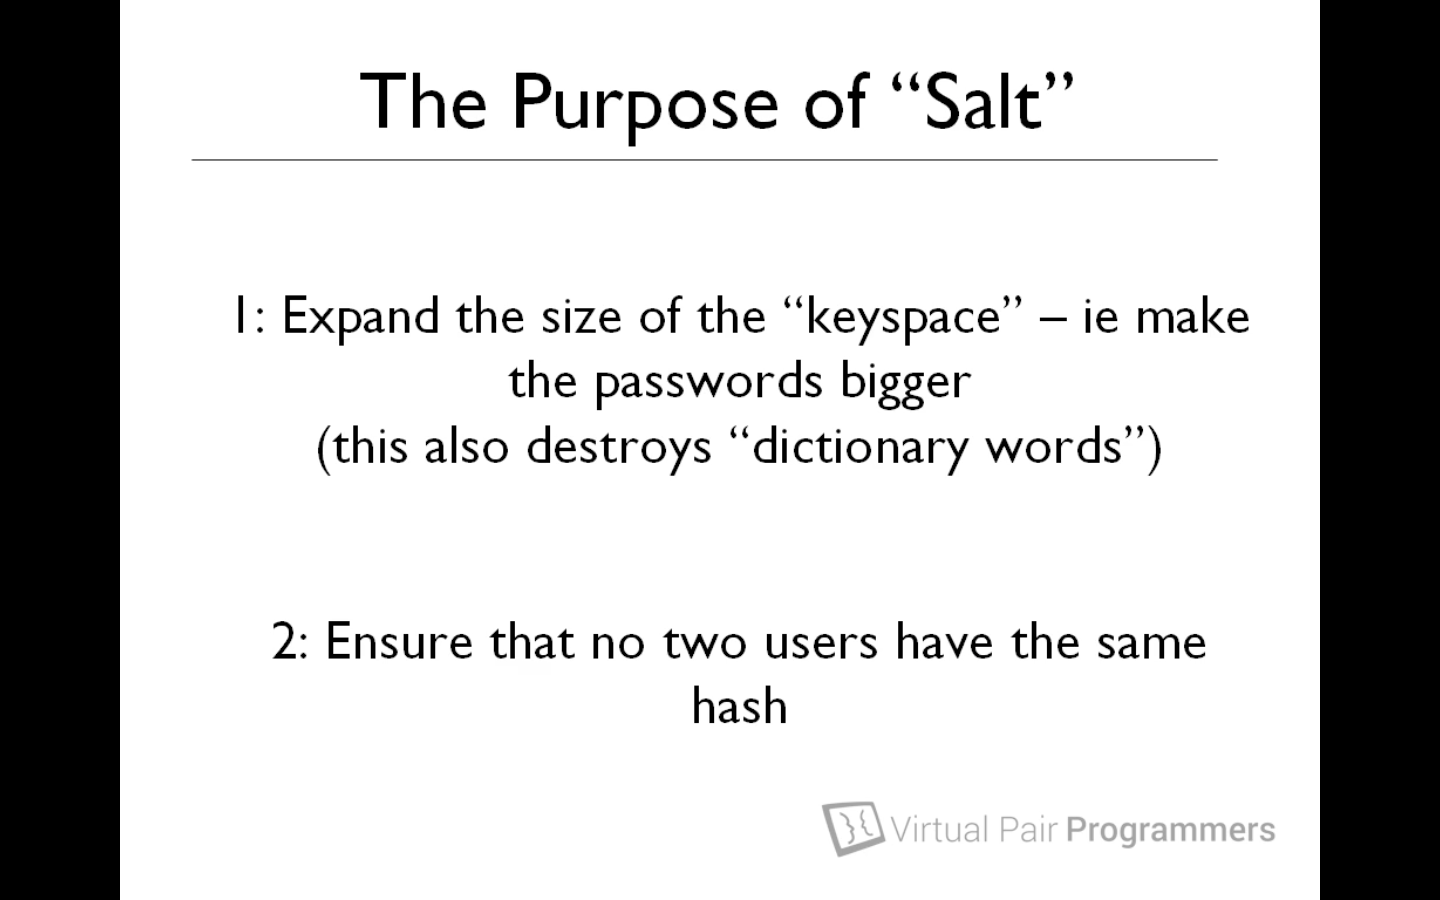 The Purpose of “Salt”
1: Expand the size of the “keyspace” – ie make
the passwords bigger
(this also destroys “dictionary words”)
2: Ensure that no two users have the same
hash
Virtual Pair Programmers